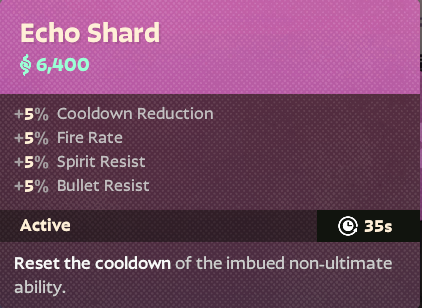 Echo Shard
6,400
+5% Cooldown Reduction
+5% Fire Rate
+5% Spirit Resist
+5% Bullet Resist
Active 35s
Reset the cooldown of the imbued non-ultimate
ability.